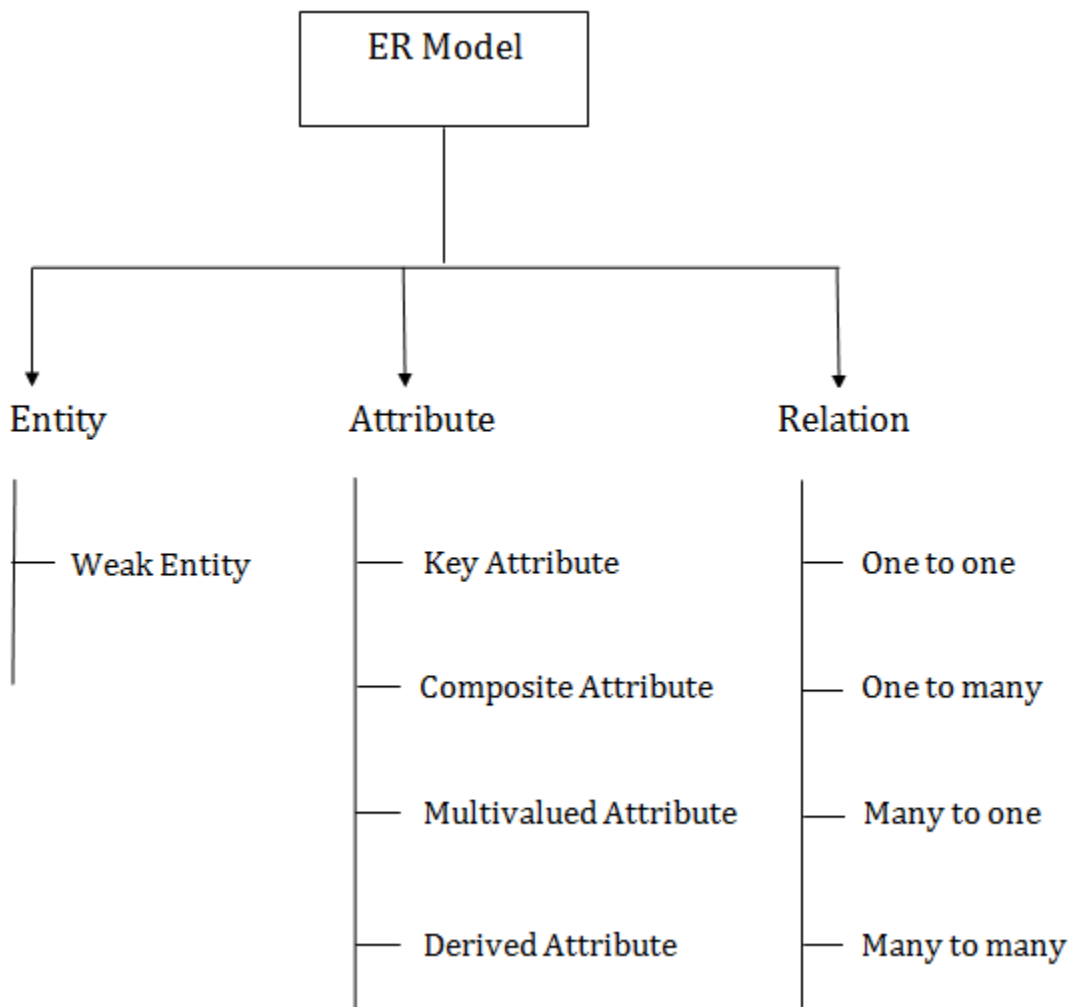 ER Model
Entity
Attribute
Relation
Weak Entity
Key Attribute
One to one
Composite Attribute
One to many
Multivalued Attribute
Many to one
Derived Attribute
Many to many